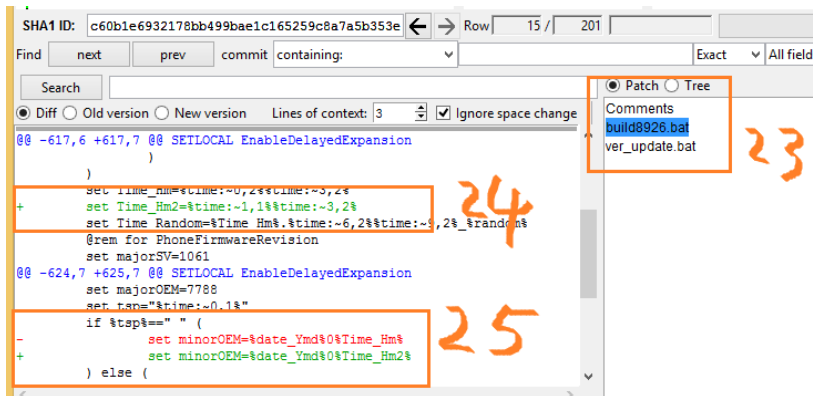 SHA1 ID: c60b1e6932178bb499bae1c165259c8a7a5b353e Row 15 / 201
Find next prev commit containing: Exact All field
Search
Diff Old version New version Lines of context: 3 Ignore space change
Patch Tree
Comments
build8926.bat
ver_update.bat
23
@@ -617,6 +617,7 @@ SETLOCAL EnableDelayedExpansion
)
)
set Time_Hm=%time:~0,2%%time:~3,2%
+ set Time_Hm2=%time:~1,1%%time:~3,2%
24
set Time_Random=%Time_Hm%.%time:~6,2%%time:~9,2%_%random%
@rem for PhoneFirmwareRevision
set majorSV=1061
@@ -624,7 +625,7 @@ SETLOCAL EnableDelayedExpansion
set majorOEM=7788
set tsp="%time:~0,1%"
if %tsp%==" " (
- set minorOEM=%date_Ymd%0%Time_Hm%
+ set minorOEM=%date_Ymd%0%Time_Hm2%
) else (
25